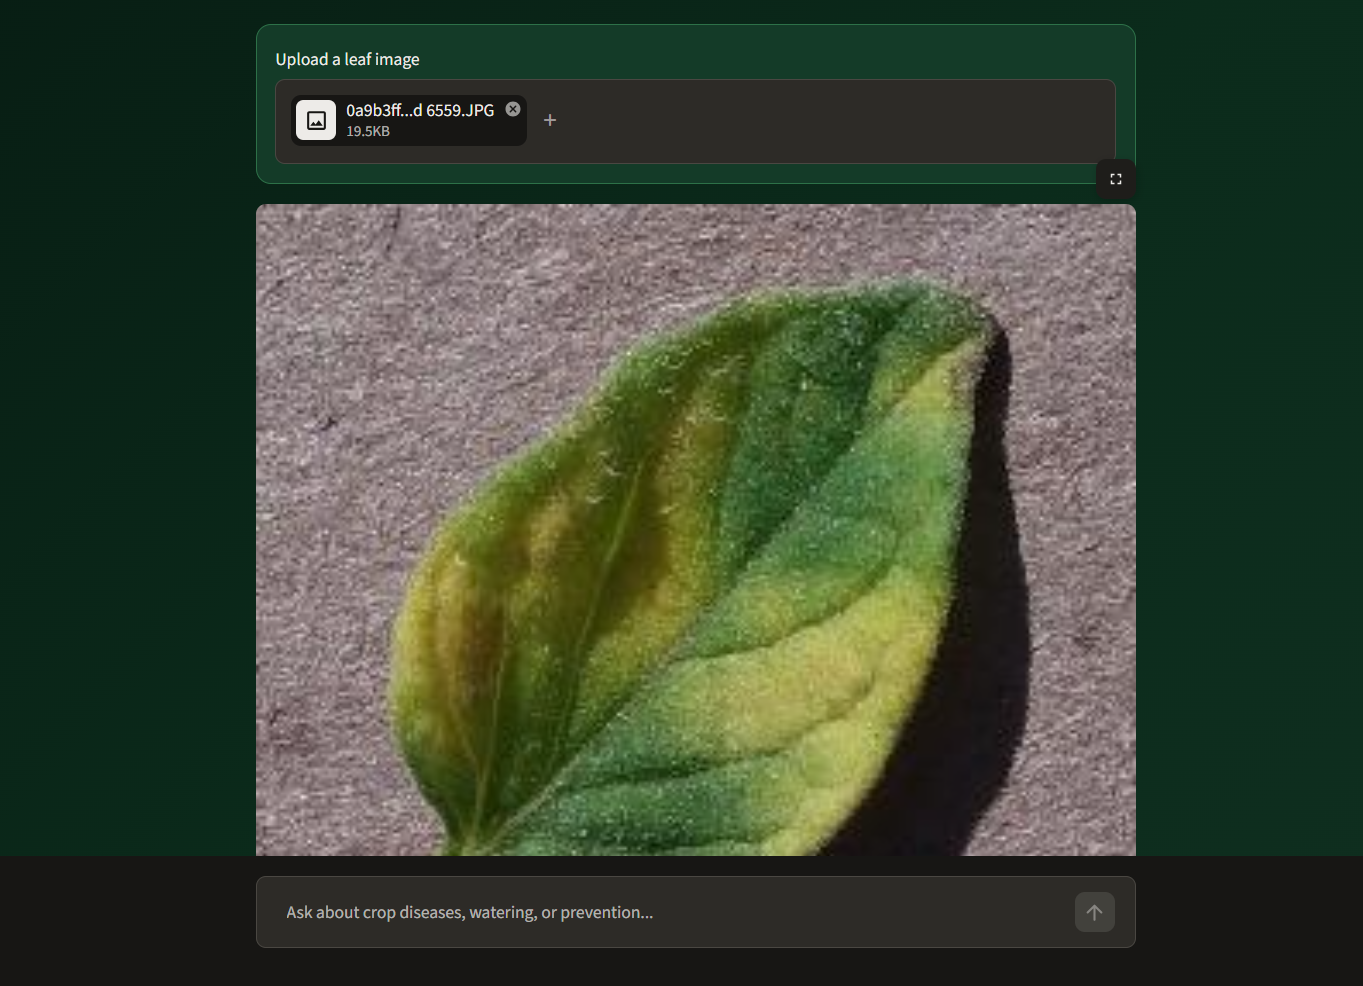 Upload a leaf image
0a9b3ff...d 6559.JPG
19.5KB
Ask about crop diseases, watering, or prevention...